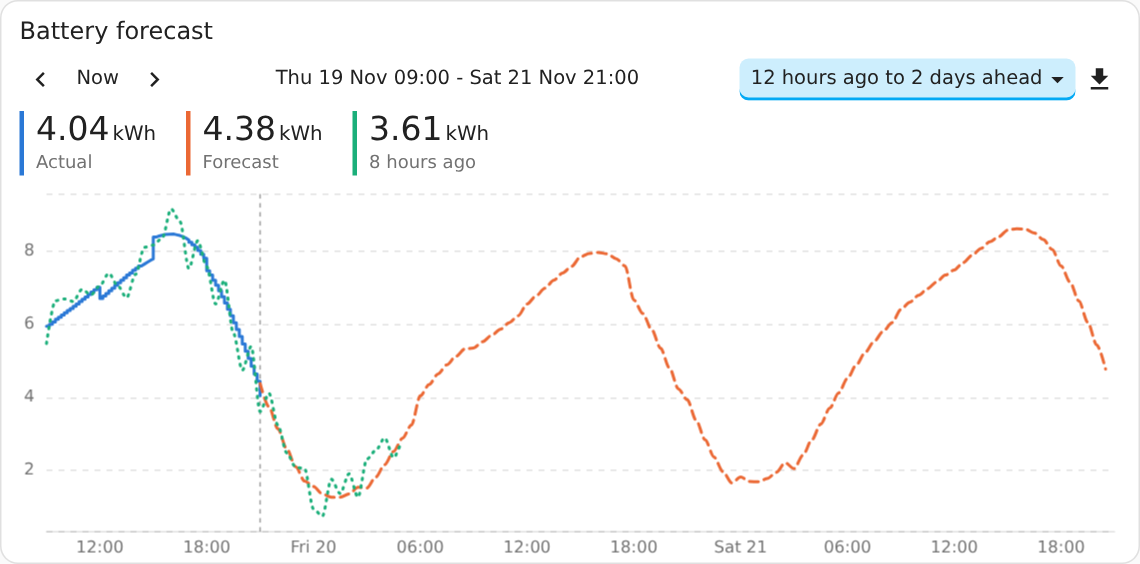 Battery forecast
Now
Thu 19 Nov 09:00 - Sat 21 Nov 21:00
12 hours ago to 2 days ahead
4.04 kWh
Actual
4.38 kWh
Forecast
3.61 kWh
8 hours ago
8
6
4
2
12:00 18:00 Fri 20 06:00 12:00 18:00 Sat 21 06:00 12:00 18:00